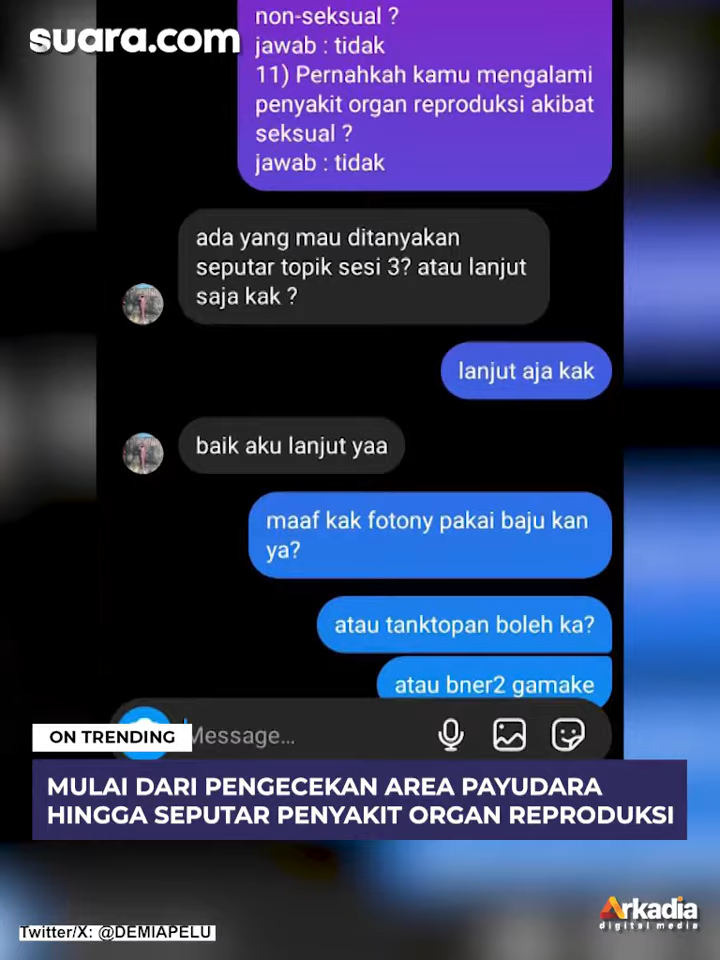 suara.com
non-seksual ?
jawab : tidak
11) Pernahkah kamu mengalami
penyakit organ reproduksi akibat
seksual ?
jawab : tidak
ada yang mau ditanyakan
seputar topik sesi 3? atau lanjut
saja kak ?
lanjut aja kak
baik aku lanjut yaa
maaf kak fotony pakai baju kan
ya?
atau tanktopan boleh ka?
atau bner2 gamake
Message...
ON TRENDING
MULAI DARI PENGECEKAN AREA PAYUDARA
HINGGA SEPUTAR PENYAKIT ORGAN REPRODUKSI
Arkadia
digital media
Twitter/X: @DEMIAPELU